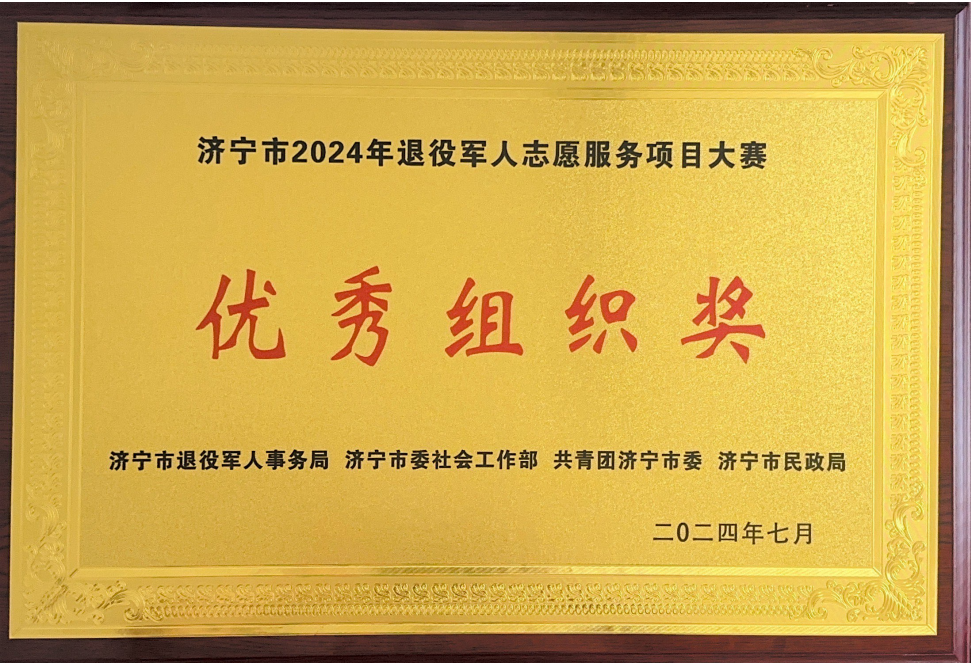 济宁市2024年退役军人志愿服务项目大赛
优秀组织奖
济宁市退役军人事务局 济宁市委社会工作部 共青团济宁市委 济宁市民政局
二〇二四年七月